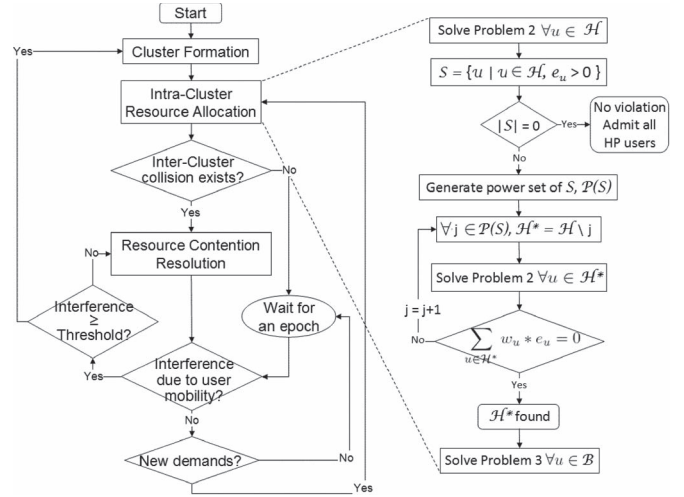 Start
Yes
Cluster Formation
Intra-Cluster
Resource Allocation
Inter-Cluster
collision exists?
No
Yes
No
Resource Contention
Resolution
Interference
≥
Threshold?
Wait for
an epoch
Yes
Interference
due to user
mobility?
No
New demands?
No
Yes
Solve Problem 2 ∀u ∈ ℋ
S = {u | u ∈ ℋ, e_u > 0 }
|S| = 0
Yes
No violation
Admit all
HP users
No
Generate power set of S, 𝒫(S)
∀j ∈ 𝒫(S), ℋ* = ℋ \ j
Solve Problem 2 ∀u ∈ ℋ*
j = j+1
∑_{u∈ℋ*} w_u * e_u = 0
No
Yes
ℋ* found
Solve Problem 3 ∀u ∈ ℬ